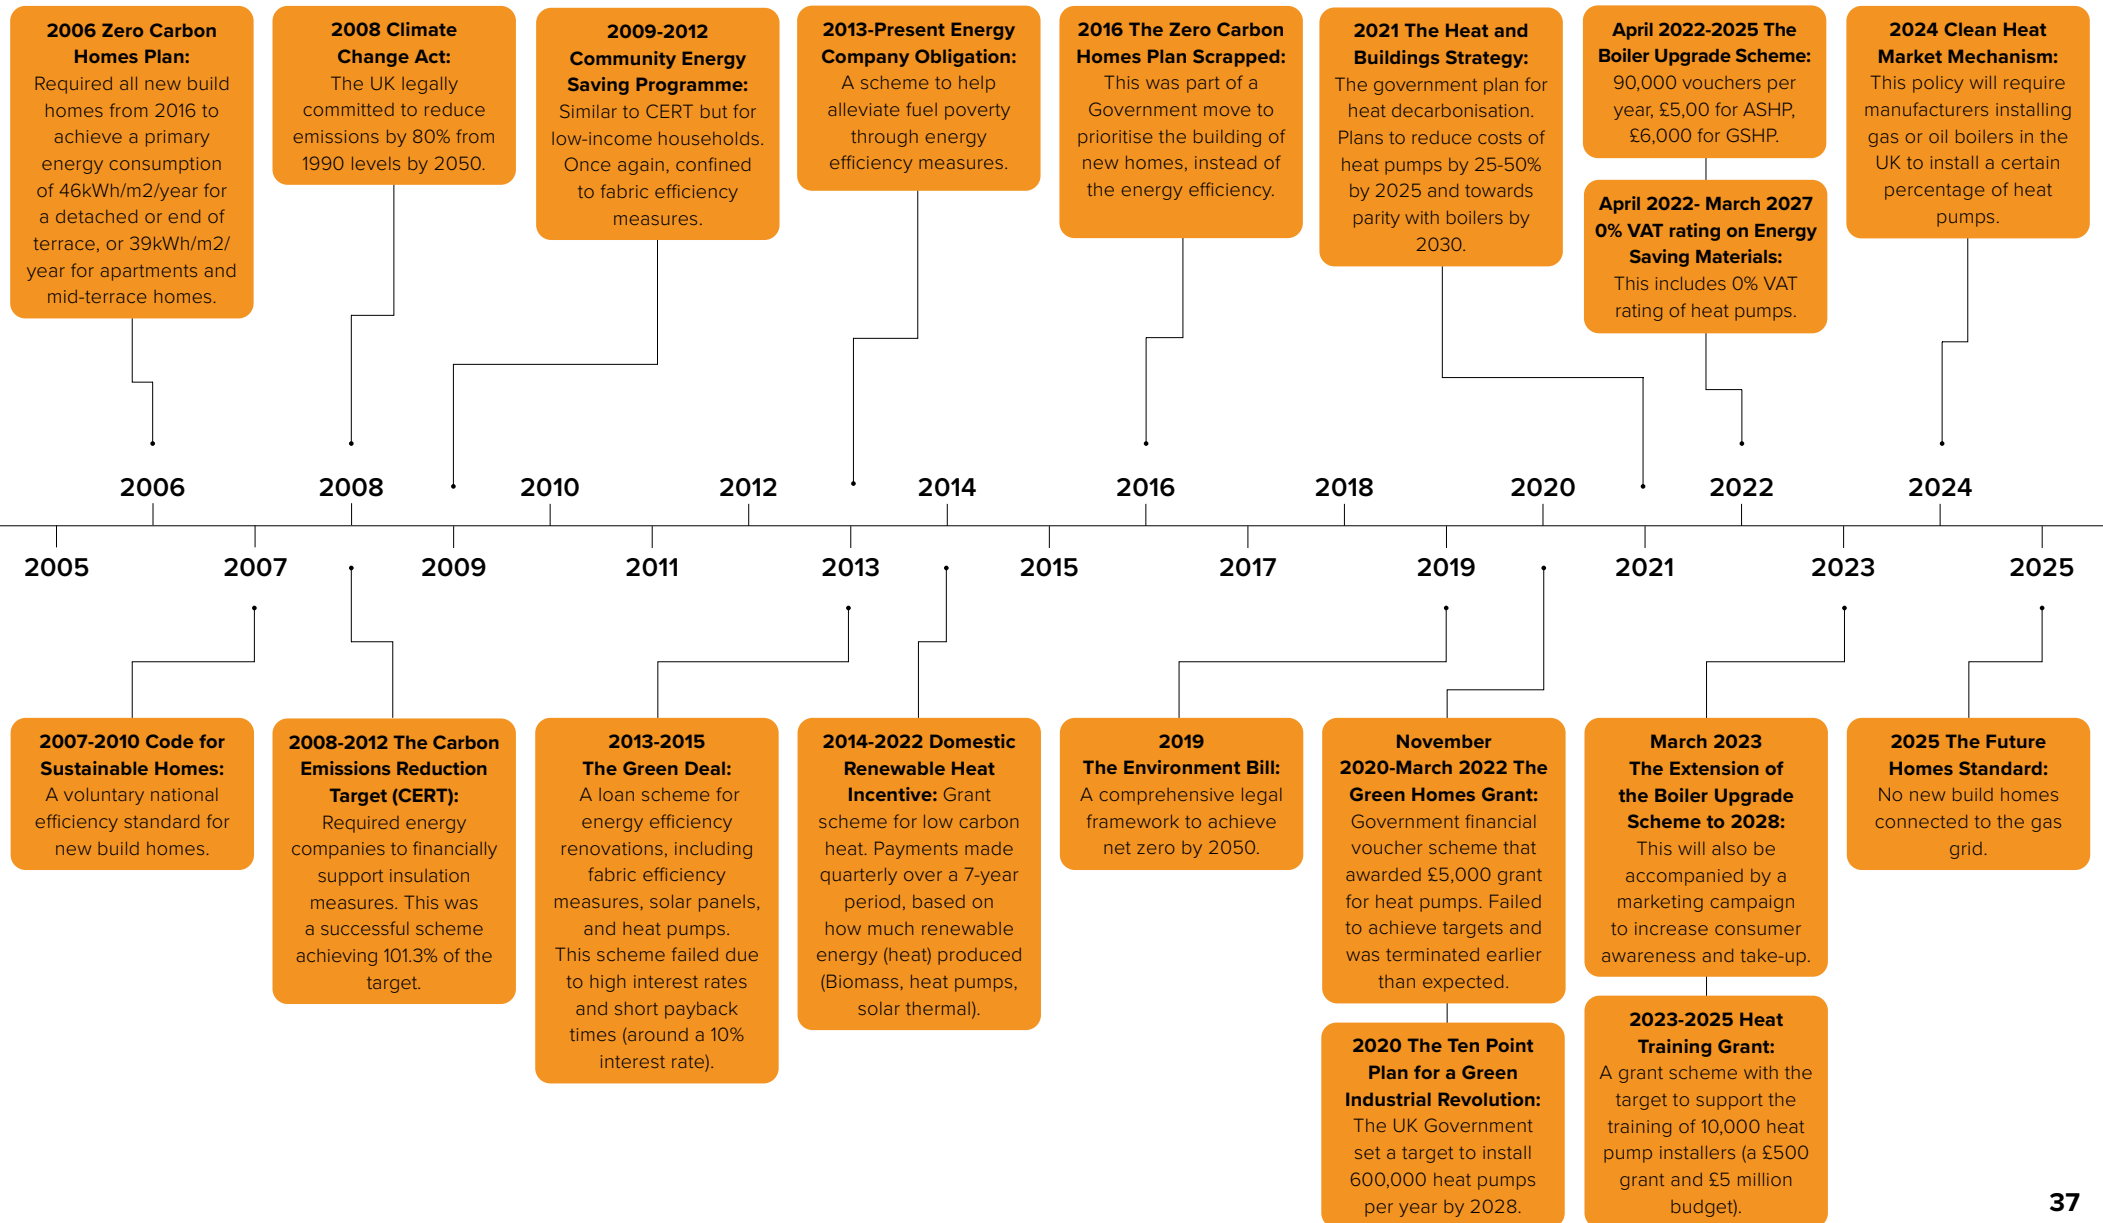 2006 Zero Carbon
Homes Plan:
Required all new build
homes from 2016 to
achieve a primary
energy consumption
of 46kWh/m2/year for
a detached or end of
terrace, or 39kWh/m2/
year for apartments and
mid-terrace homes.
2008 Climate
Change Act:
The UK legally
committed to reduce
emissions by 80% from
1990 levels by 2050.
2009-2012
Community Energy
Saving Programme:
Similar to CERT but for
low-income households.
Once again, confined
to fabric efficiency
measures.
2013-Present Energy
Company Obligation:
A scheme to help
alleviate fuel poverty
through energy
efficiency measures.
2016 The Zero Carbon
Homes Plan Scrapped:
This was part of a
Government move to
prioritise the building of
new homes, instead of
the energy efficiency.
2021 The Heat and
Buildings Strategy:
The government plan for
heat decarbonisation.
Plans to reduce costs of
heat pumps by 25-50%
by 2025 and towards
parity with boilers by
2030.
April 2022-2025 The
Boiler Upgrade Scheme:
90,000 vouchers per
year, £5,00 for ASHP,
£6,000 for GSHP.
April 2022- March 2027
0% VAT rating on Energy
Saving Materials:
This includes 0% VAT
rating of heat pumps.
2024 Clean Heat
Market Mechanism:
This policy will require
manufacturers installing
gas or oil boilers in the
UK to install a certain
percentage of heat
pumps.
2006 2008 2010 2012 2014 2016 2018 2020 2022 2024
2005 2007 2009 2011 2013 2015 2017 2019 2021 2023 2025
2007-2010 Code for
Sustainable Homes:
A voluntary national
efficiency standard for
new build homes.
2008-2012 The Carbon
Emissions Reduction
Target (CERT):
Required energy
companies to financially
support insulation
measures. This was
a successful scheme
achieving 101.3% of the
target.
2013-2015
The Green Deal:
A loan scheme for
energy efficiency
renovations, including
fabric efficiency
measures, solar panels,
and heat pumps.
This scheme failed due
to high interest rates
and short payback
times (around a 10%
interest rate).
2014-2022 Domestic
Renewable Heat
Incentive: Grant
scheme for low carbon
heat. Payments made
quarterly over a 7-year
period, based on
how much renewable
energy (heat) produced
(Biomass, heat pumps,
solar thermal).
2019
The Environment Bill:
A comprehensive legal
framework to achieve
net zero by 2050.
November
2020-March 2022 The
Green Homes Grant:
Government financial
voucher scheme that
awarded £5,000 grant
for heat pumps. Failed
to achieve targets and
was terminated earlier
than expected.
2020 The Ten Point
Plan for a Green
Industrial Revolution:
The UK Government
set a target to install
600,000 heat pumps
per year by 2028.
March 2023
The Extension of
the Boiler Upgrade
Scheme to 2028:
This will also be
accompanied by a
marketing campaign
to increase consumer
awareness and take-up.
2023-2025 Heat
Training Grant:
A grant scheme with the
target to support the
training of 10,000 heat
pump installers (a £500
grant and £5 million
budget).
2025 The Future
Homes Standard:
No new build homes
connected to the gas
grid.
37